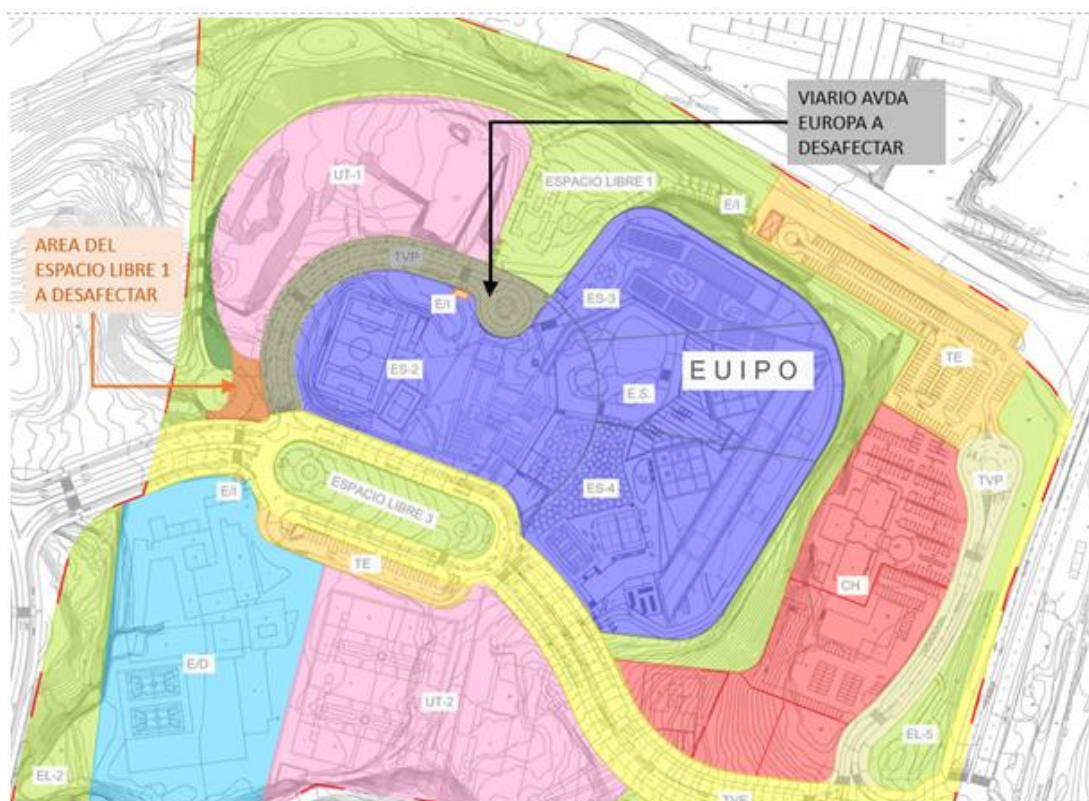 VIARIO AVDA
EUROPA A
DESAFECTAR
UT-1
ESPACIO LIBRE 1
E/I
AREA DEL
ESPACIO LIBRE 1
A DESAFECTAR
TVP
E/I
ES-3
ES-2
EUIPO
TE
E.S.
ES-4
TVP
E/I
ESPACIO LIBRE 3
TE
CH
E/D
UT-2
EL-5
EL-2